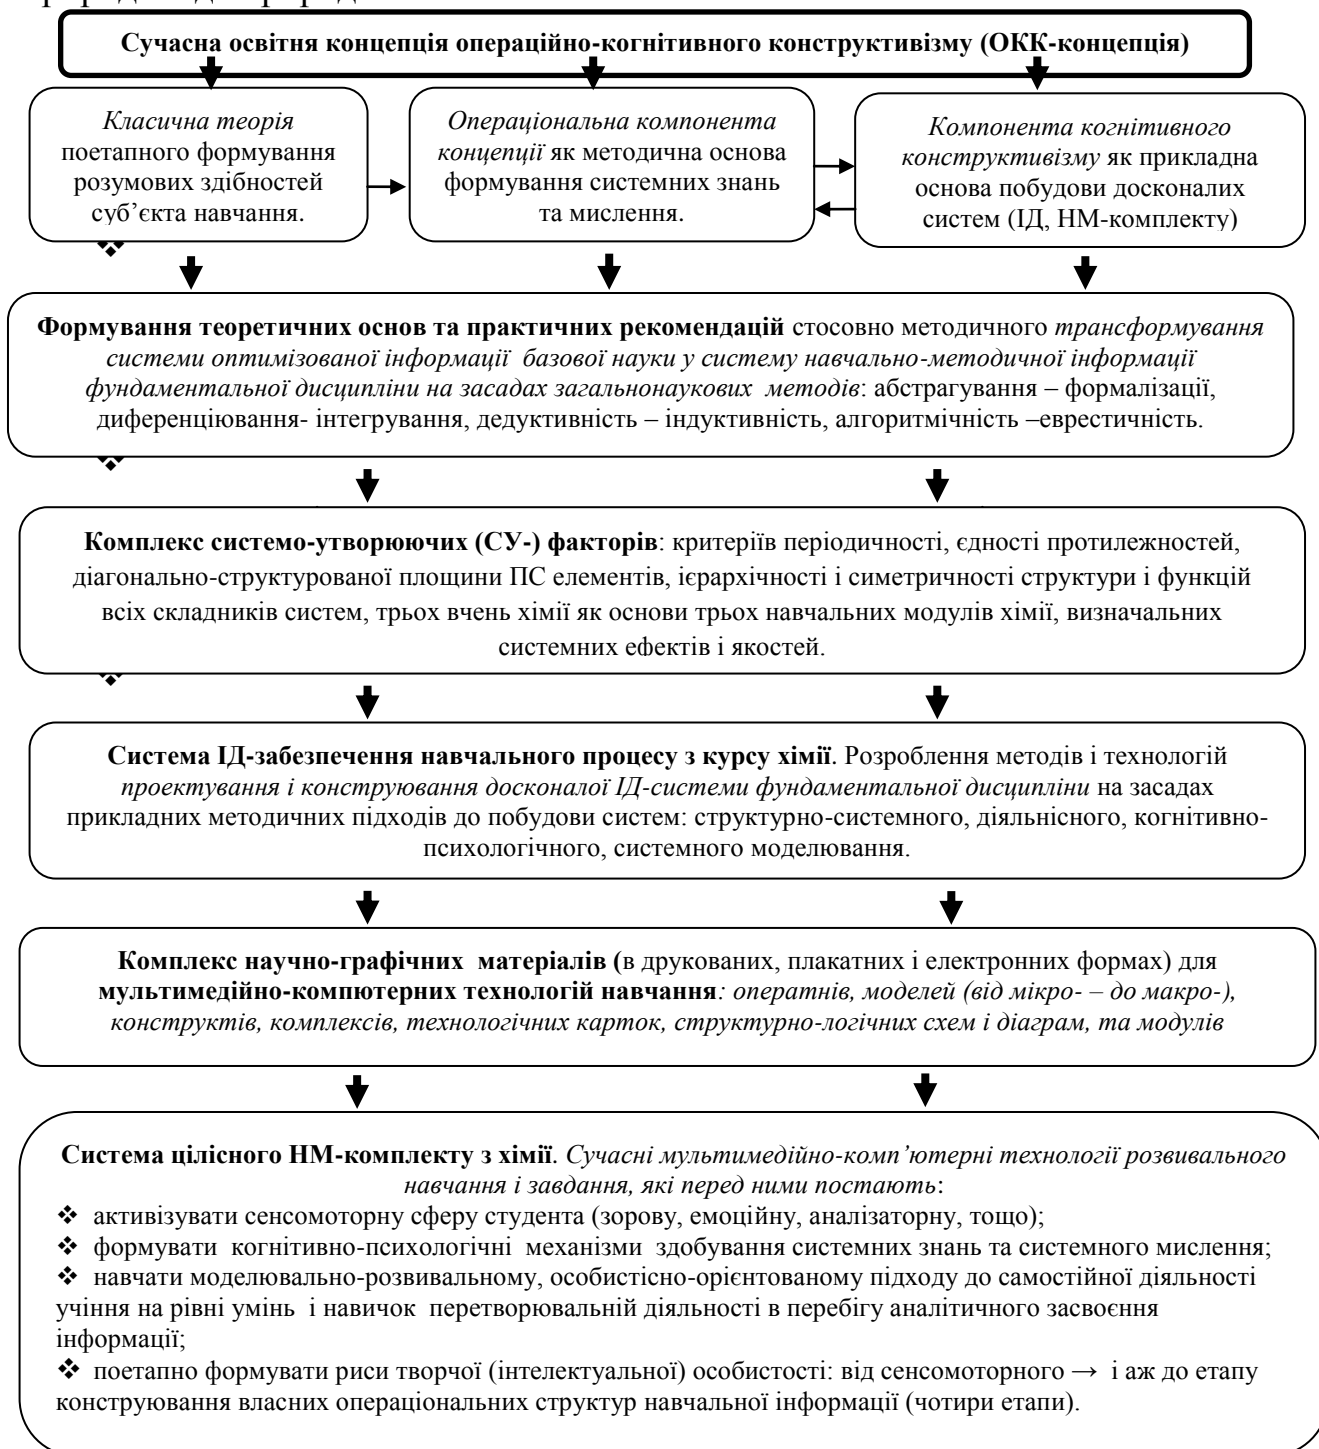 Сучасна освітня концепція операційно-когнітивного конструктивізму (ОКК-концепція)
Класична теорія
поетапного формування
розумових здібностей
суб’єкта навчання.
Операціональна компонента
концепції як методична основа
формування системних знань
та мислення.
Компонента когнітивного
конструктивізму як прикладна
основа побудови досконалих
систем (ІД, НМ-комплекту)
Формування теоретичних основ та практичних рекомендацій стосовно методичного трансформування
системи оптимізованої інформації базової науки у систему навчально-методичної інформації
фундаментальної дисципліни на засадах загальнонаукових методів: абстрагування – формалізації,
диференціювання- інтегрування, дедуктивність – індуктивність, алгоритмічність –еврестичність.
Комплекс системо-утворюючих (СУ-) факторів: критеріїв періодичності, єдності протилежностей,
діагонально-структурованої площини ПС елементів, ієрархічності і симетричності структури і функцій
всіх складників систем, трьох вчень хімії як основи трьох навчальних модулів хімії, визначальних
системних ефектів і якостей.
Система ІД-забезпечення навчального процесу з курсу хімії. Розроблення методів і технологій
проектування і конструювання досконалої ІД-системи фундаментальної дисципліни на засадах
прикладних методичних підходів до побудови систем: структурно-системного, діяльнісного, когнітивно-
психологічного, системного моделювання.
Комплекс научно-графічних матеріалів (в друкованих, плакатних і електронних формах) для
мультимедійно-компютерних технологій навчання: оператнів, моделей (від мікро- – до макро-),
конструктів, комплексів, технологічних карток, структурно-логічних схем і діаграм, та модулів
Система цілісного НМ-комплекту з хімії. Сучасні мультимедійно-комп’ютерні технології розвивального
навчання і завдання, які перед ними постають:
❖ активізувати сенсомоторну сферу студента (зорову, емоційну, аналізаторну, тощо);
❖ формувати когнітивно-психологічні механізми здобування системних знань та системного мислення;
❖ навчати моделювально-розвивальному, особистісно-орієнтованому підходу до самостійної діяльності
учіння на рівні умінь і навичок перетворювальній діяльності в перебігу аналітичного засвоєння
інформації;
❖ поетапно формувати риси творчої (інтелектуальної) особистості: від сенсомоторного → і аж до етапу
конструювання власних операціональних структур навчальної інформації (чотири етапи).